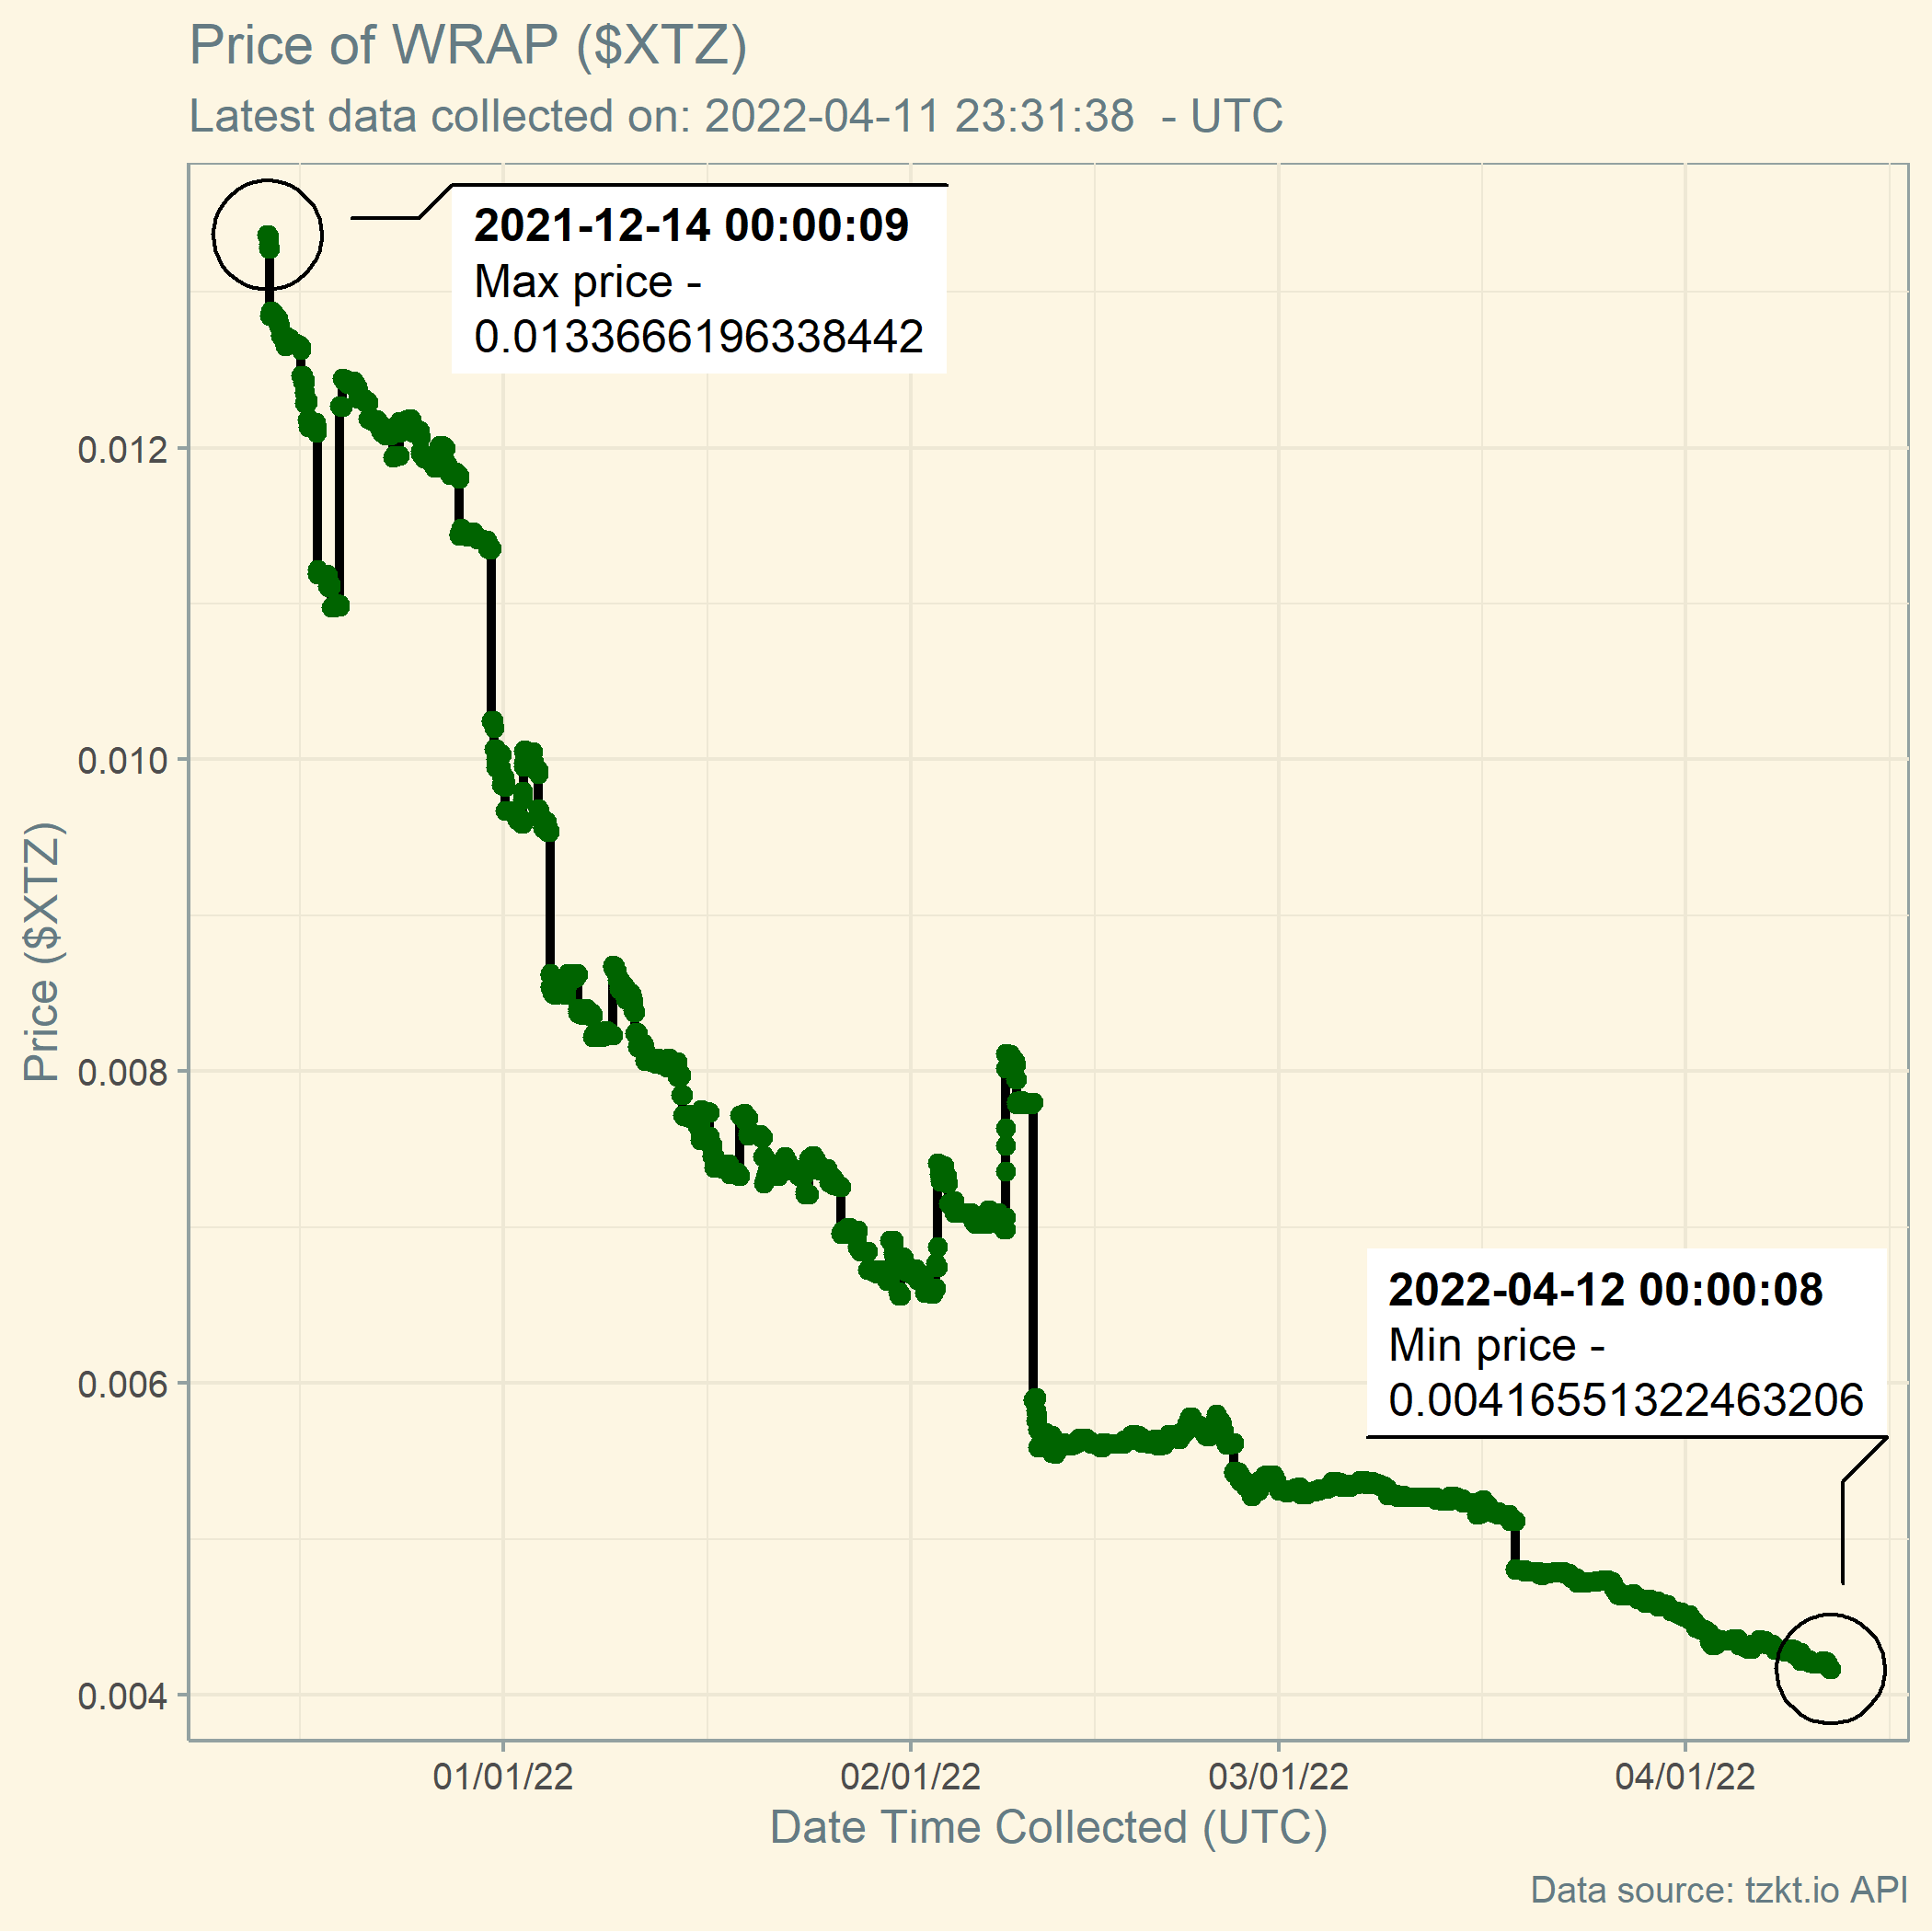 Price of WRAP ($XTZ)
Latest data collected on: 2022-04-11 23:31:38  - UTC
2021-12-14 00:00:09
Max price -
0.0133666196338442
0.012
0.010
0.008
0.006
0.004
Price ($XTZ)
2022-04-12 00:00:08
Min price -
0.00416551322463206
01/01/22
02/01/22
03/01/22
04/01/22
Date Time Collected (UTC)
Data source: tzkt.io API